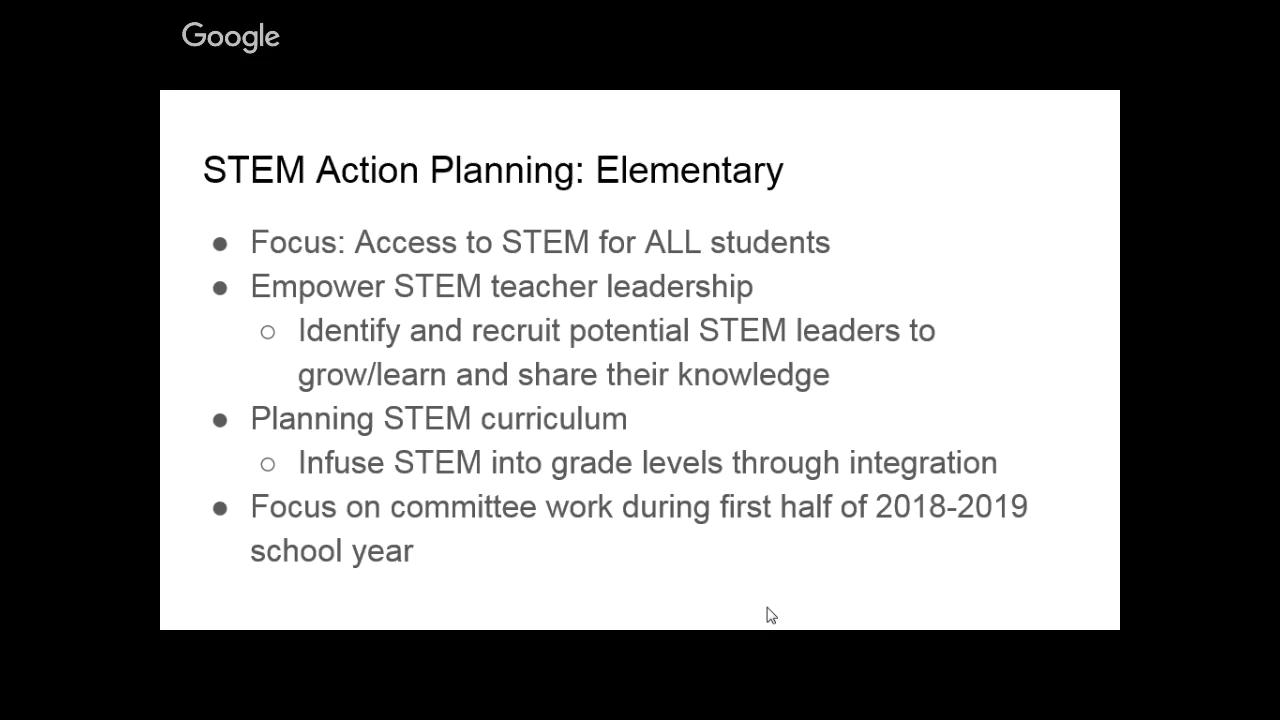 Google
STEM Action Planning: Elementary
● Focus: Access to STEM for ALL students
● Empower STEM teacher leadership
○ Identify and recruit potential STEM leaders to
grow/learn and share their knowledge
● Planning STEM curriculum
○ Infuse STEM into grade levels through integration
● Focus on committee work during first half of 2018-2019
school year